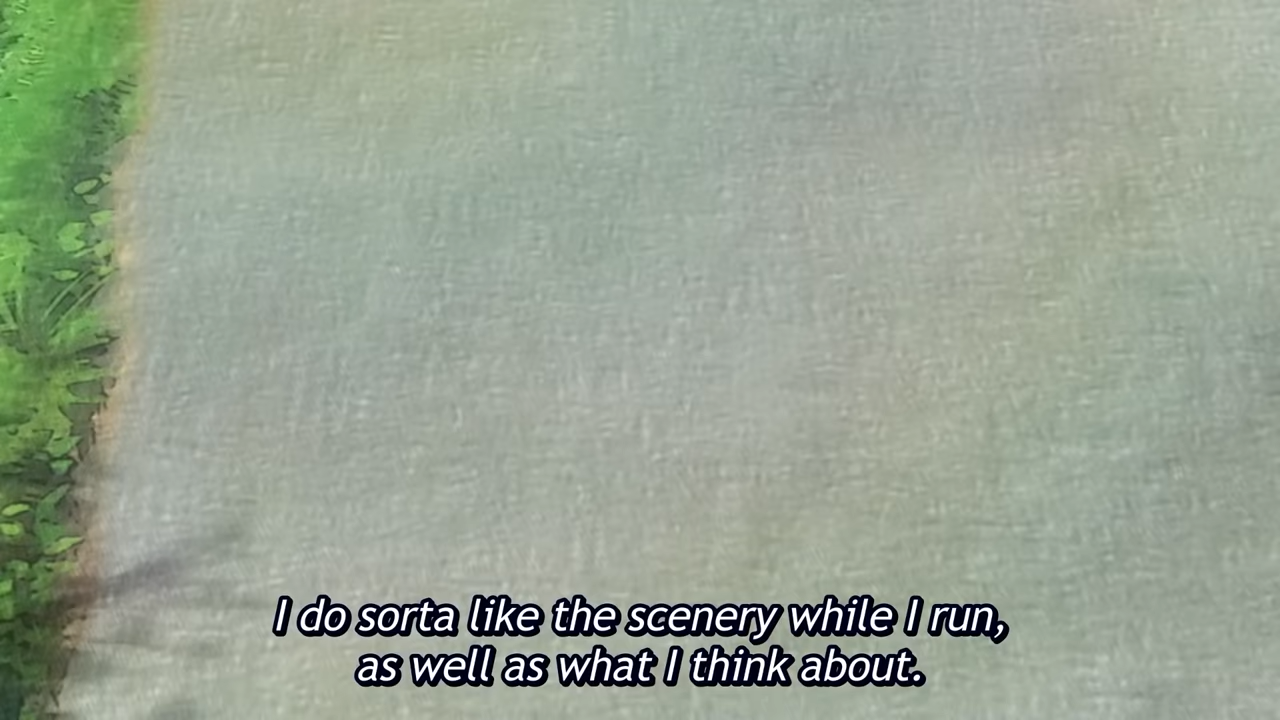 I do sorta like the scenery while I run,
as well as what I think about.